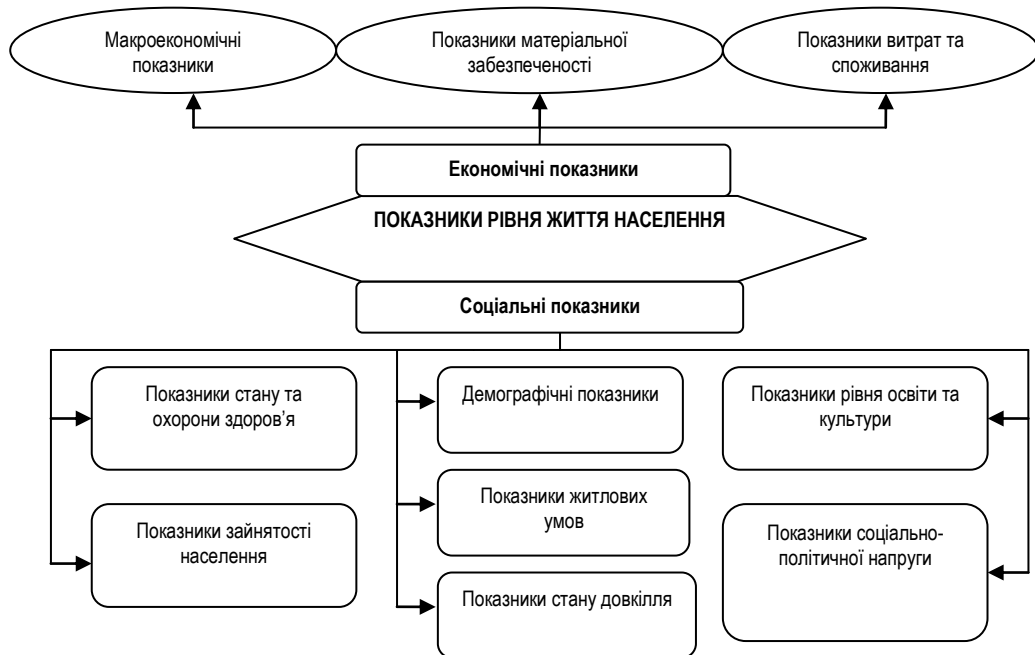 Макроекономічні
показники
Показники матеріальної
забезпеченості
Показники витрат та
споживання
Економічні показники
ПОКАЗНИКИ РІВНЯ ЖИТТЯ НАСЕЛЕННЯ
Соціальні показники
Показники стану та
охорони здоров’я
Демографічні показники
Показники рівня освіти та
культури
Показники зайнятості
населення
Показники житлових
умов
Показники соціально-
політичної напруги
Показники стану довкілля